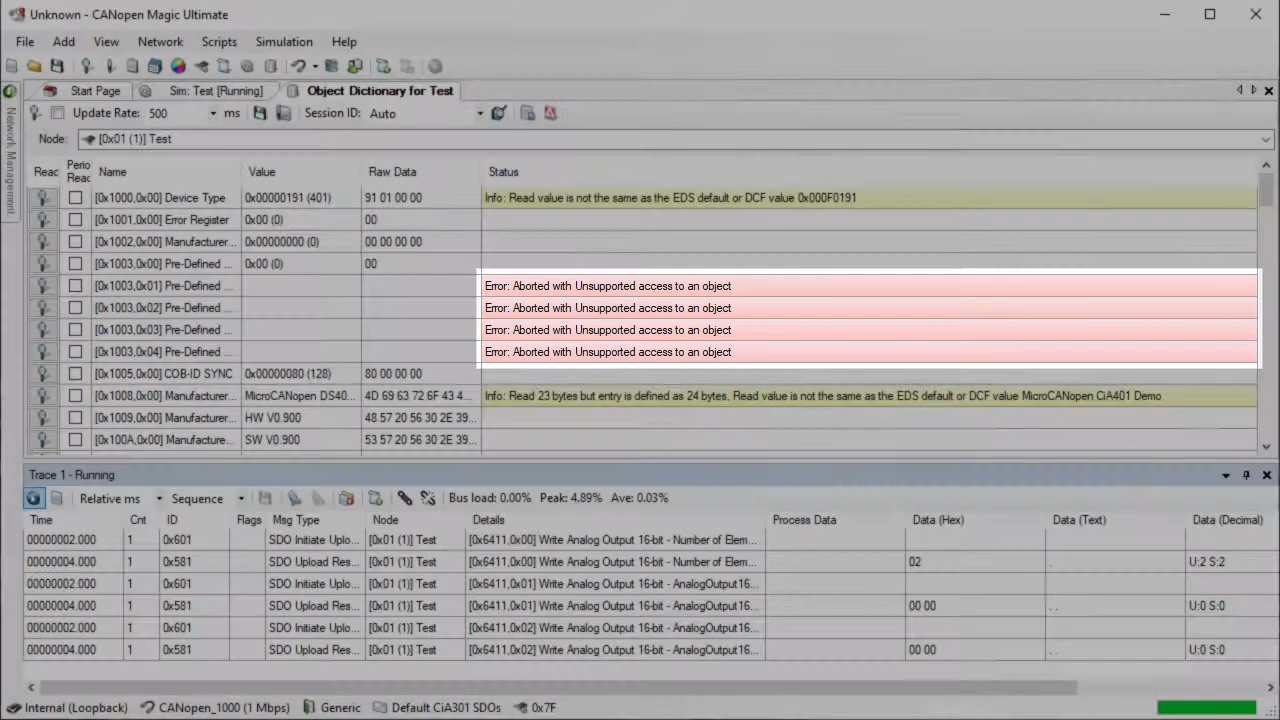 Unknown - CANopen Magic Ultimate
File Add View Network Scripts Simulation Help
Start Page Sim: Test [Running] Object Dictionary for Test
Update Rate: 500 ms Session ID: Auto
Network Management
Node: [0x01 (1)] Test
Read Perio Read Name Value Raw Data Status
[0x1000,0x00] Device Type 0x00000191 (401) 91 01 00 00 Info: Read value is not the same as the EDS default or DCF value 0x000F0191
[0x1001,0x00] Error Register 0x00 (0) 00
[0x1002,0x00] Manufacturer... 0x00000000 (0) 00 00 00 00
[0x1003,0x00] Pre-Defined ... 0x00 (0) 00
[0x1003,0x01] Pre-Defined ... Error: Aborted with Unsupported access to an object
[0x1003,0x02] Pre-Defined ... Error: Aborted with Unsupported access to an object
[0x1003,0x03] Pre-Defined ... Error: Aborted with Unsupported access to an object
[0x1003,0x04] Pre-Defined ... Error: Aborted with Unsupported access to an object
[0x1005,0x00] COB-ID SYNC 0x00000080 (128) 80 00 00 00
[0x1008,0x00] Manufacture... MicroCANopen DS40... 4D 69 63 72 6F 43 4... Info: Read 23 bytes but entry is defined as 24 bytes, Read value is not the same as the EDS default or DCF value MicroCANopen CiA401 Demo
[0x1009,0x00] Manufacture... HW V0.900 48 57 20 56 30 2E 39...
[0x100A,0x00] Manufacture... SW V0.900 53 57 20 56 30 2E 39...
Trace 1 - Running
Relative ms Sequence Bus load: 0.00% Peak: 4.89% Ave: 0.03%
Time Cnt ID Flags Msg Type Node Details Process Data Data (Hex) Data (Text) Data (Decimal)
00000002.000 1 0x601 SDO Initiate Uplo... [0x01 (1)] Test [0x6411,0x00] Write Analog Output 16-bit - Number of Elem...
00000004.000 1 0x581 SDO Upload Res... [0x01 (1)] Test [0x6411,0x00] Write Analog Output 16-bit - Number of Elem... 02 . U:2 S:2
00000002.000 1 0x601 SDO Initiate Uplo... [0x01 (1)] Test [0x6411,0x01] Write Analog Output 16-bit - AnalogOutput16...
00000004.000 1 0x581 SDO Upload Res... [0x01 (1)] Test [0x6411,0x01] Write Analog Output 16-bit - AnalogOutput16... 00 00 .. U:0 S:0
00000002.000 1 0x601 SDO Initiate Uplo... [0x01 (1)] Test [0x6411,0x02] Write Analog Output 16-bit - AnalogOutput16...
00000004.000 1 0x581 SDO Upload Res... [0x01 (1)] Test [0x6411,0x02] Write Analog Output 16-bit - AnalogOutput16... 00 00 .. U:0 S:0
Internal (Loopback) CANopen_1000 (1 Mbps) Generic Default CiA301 SDOs 0x7F